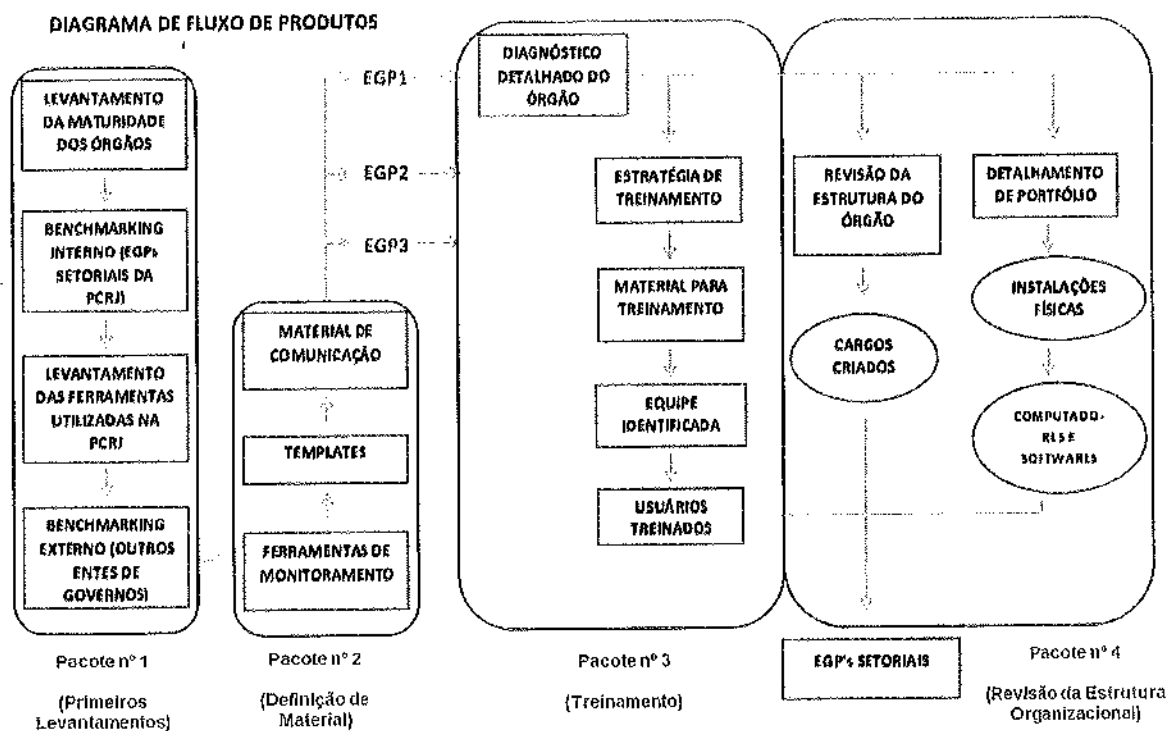 DIAGRAMA DE FLUXO DE PRODUTOS
LEVANTAMENTO
DA MATURIDADE
DOS ÓRGÃOS
BENCHMARKING
INTERNO (EGPs
SETORIAIS DA
PCRJ)
LEVANTAMENTO
DAS FERRAMENTAS
UTILIZADAS NA
PCRJ
BENCHMARKING
EXTERNO (OUTROS
ENTES DE
GOVERNOS)
Pacote nº 1
(Primeiros
Levantamentos)
MATERIAL DE
COMUNICAÇÃO
TEMPLATES
FERRAMENTAS DE
MONITORAMENTO
Pacote nº 2
(Definição de
Material)
EGP1
EGP2
EGP3
DIAGNÓSTICO
DETALHADO DO
ÓRGÃO
ESTRATÉGIA DE
TREINAMENTO
MATERIAL PARA
TREINAMENTO
EQUIPE
IDENTIFICADA
USUÁRIOS
TREINADOS
Pacote nº 3
(Treinamento)
REVISÃO DA
ESTRUTURA DO
ÓRGÃO
CARGOS
CRIADOS
EGP's SETORIAIS
DETALHAMENTO
DE PORTFÓLIO
INSTALAÇÕES
FÍSICAS
COMPUTADO-
RES E
SOFTWARES
Pacote nº 4
(Revisão da Estrutura
Organizacional)